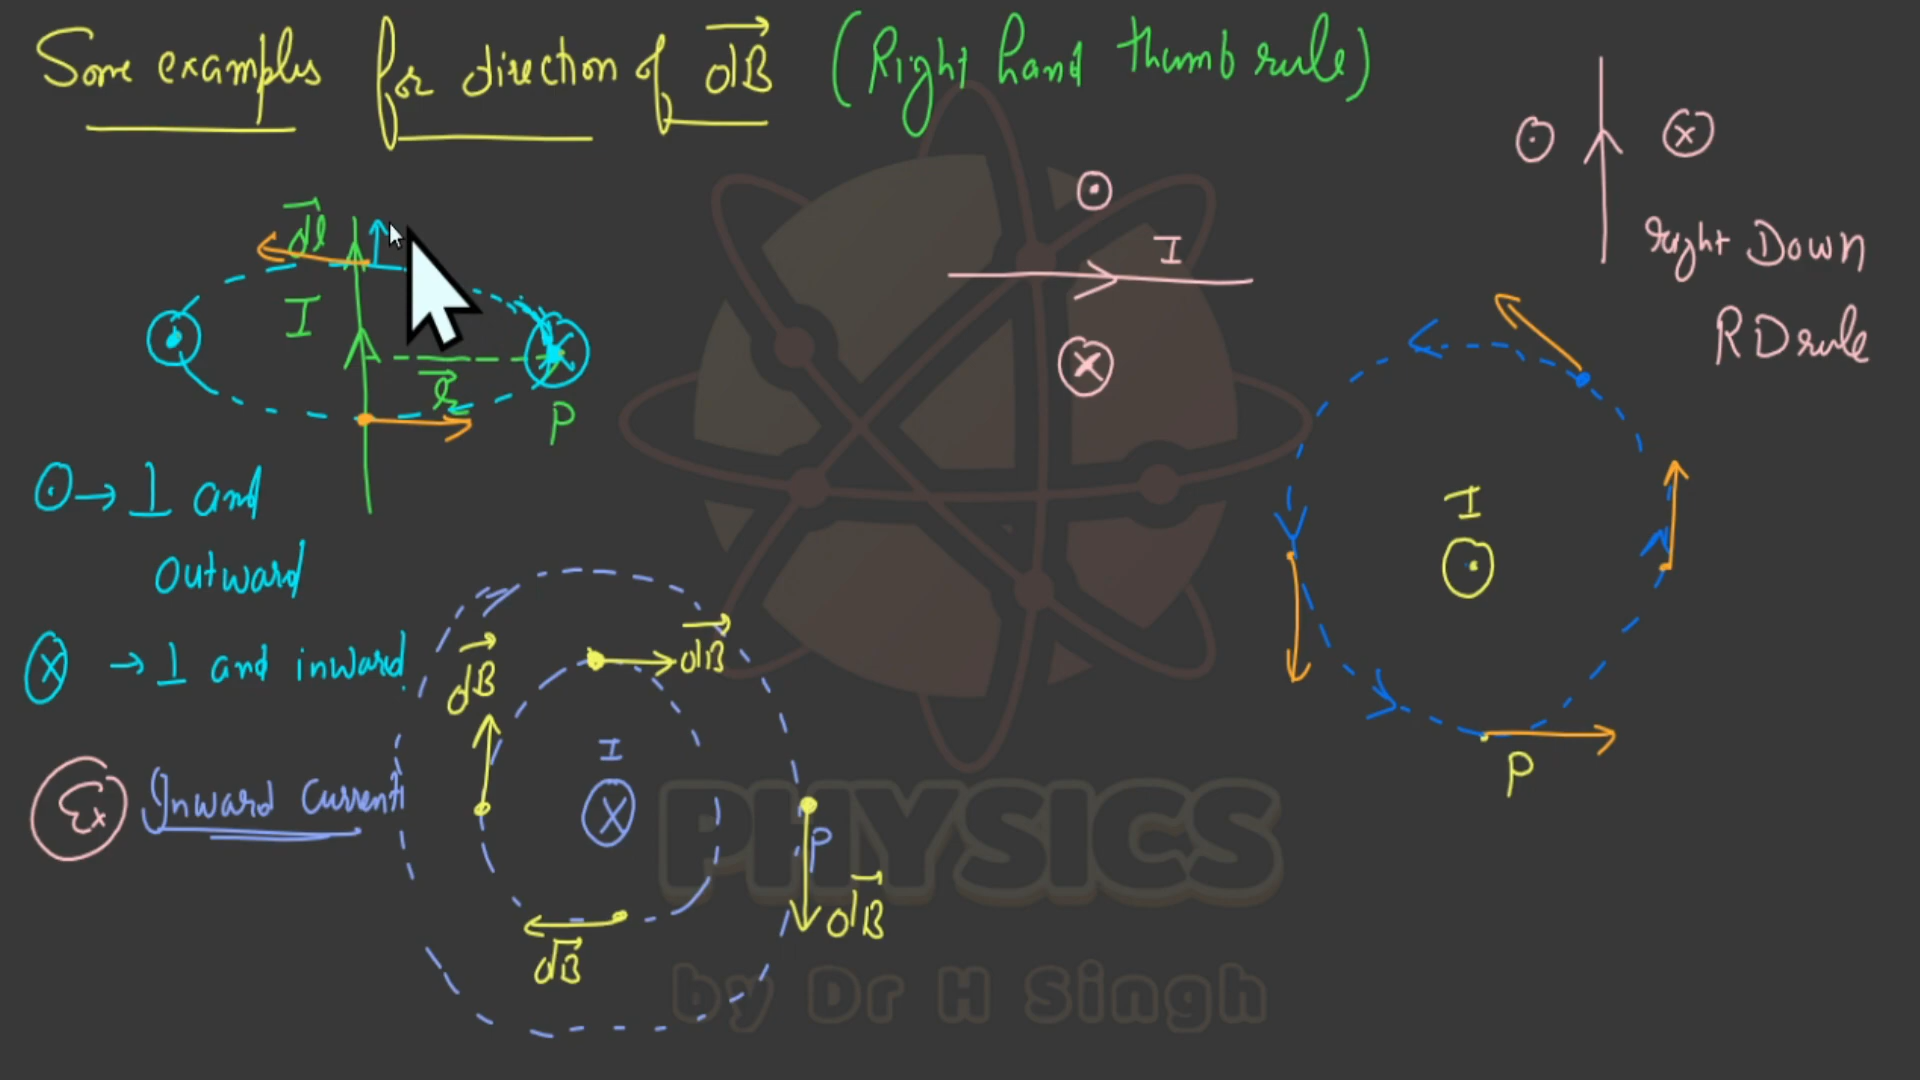 Some examples for direction of dB (Right hand thumb rule)
⊙ ⊗
right Down
RD rule
dl
I
r
P
⊙
I
⊗
⊙ → ⊥ and
outward
⊗ → ⊥ and inward.
Ex Inward Current
dB
dB
I
⊗
P
dB
dB
I
⊙
P
PHYSICS
by Dr H Singh